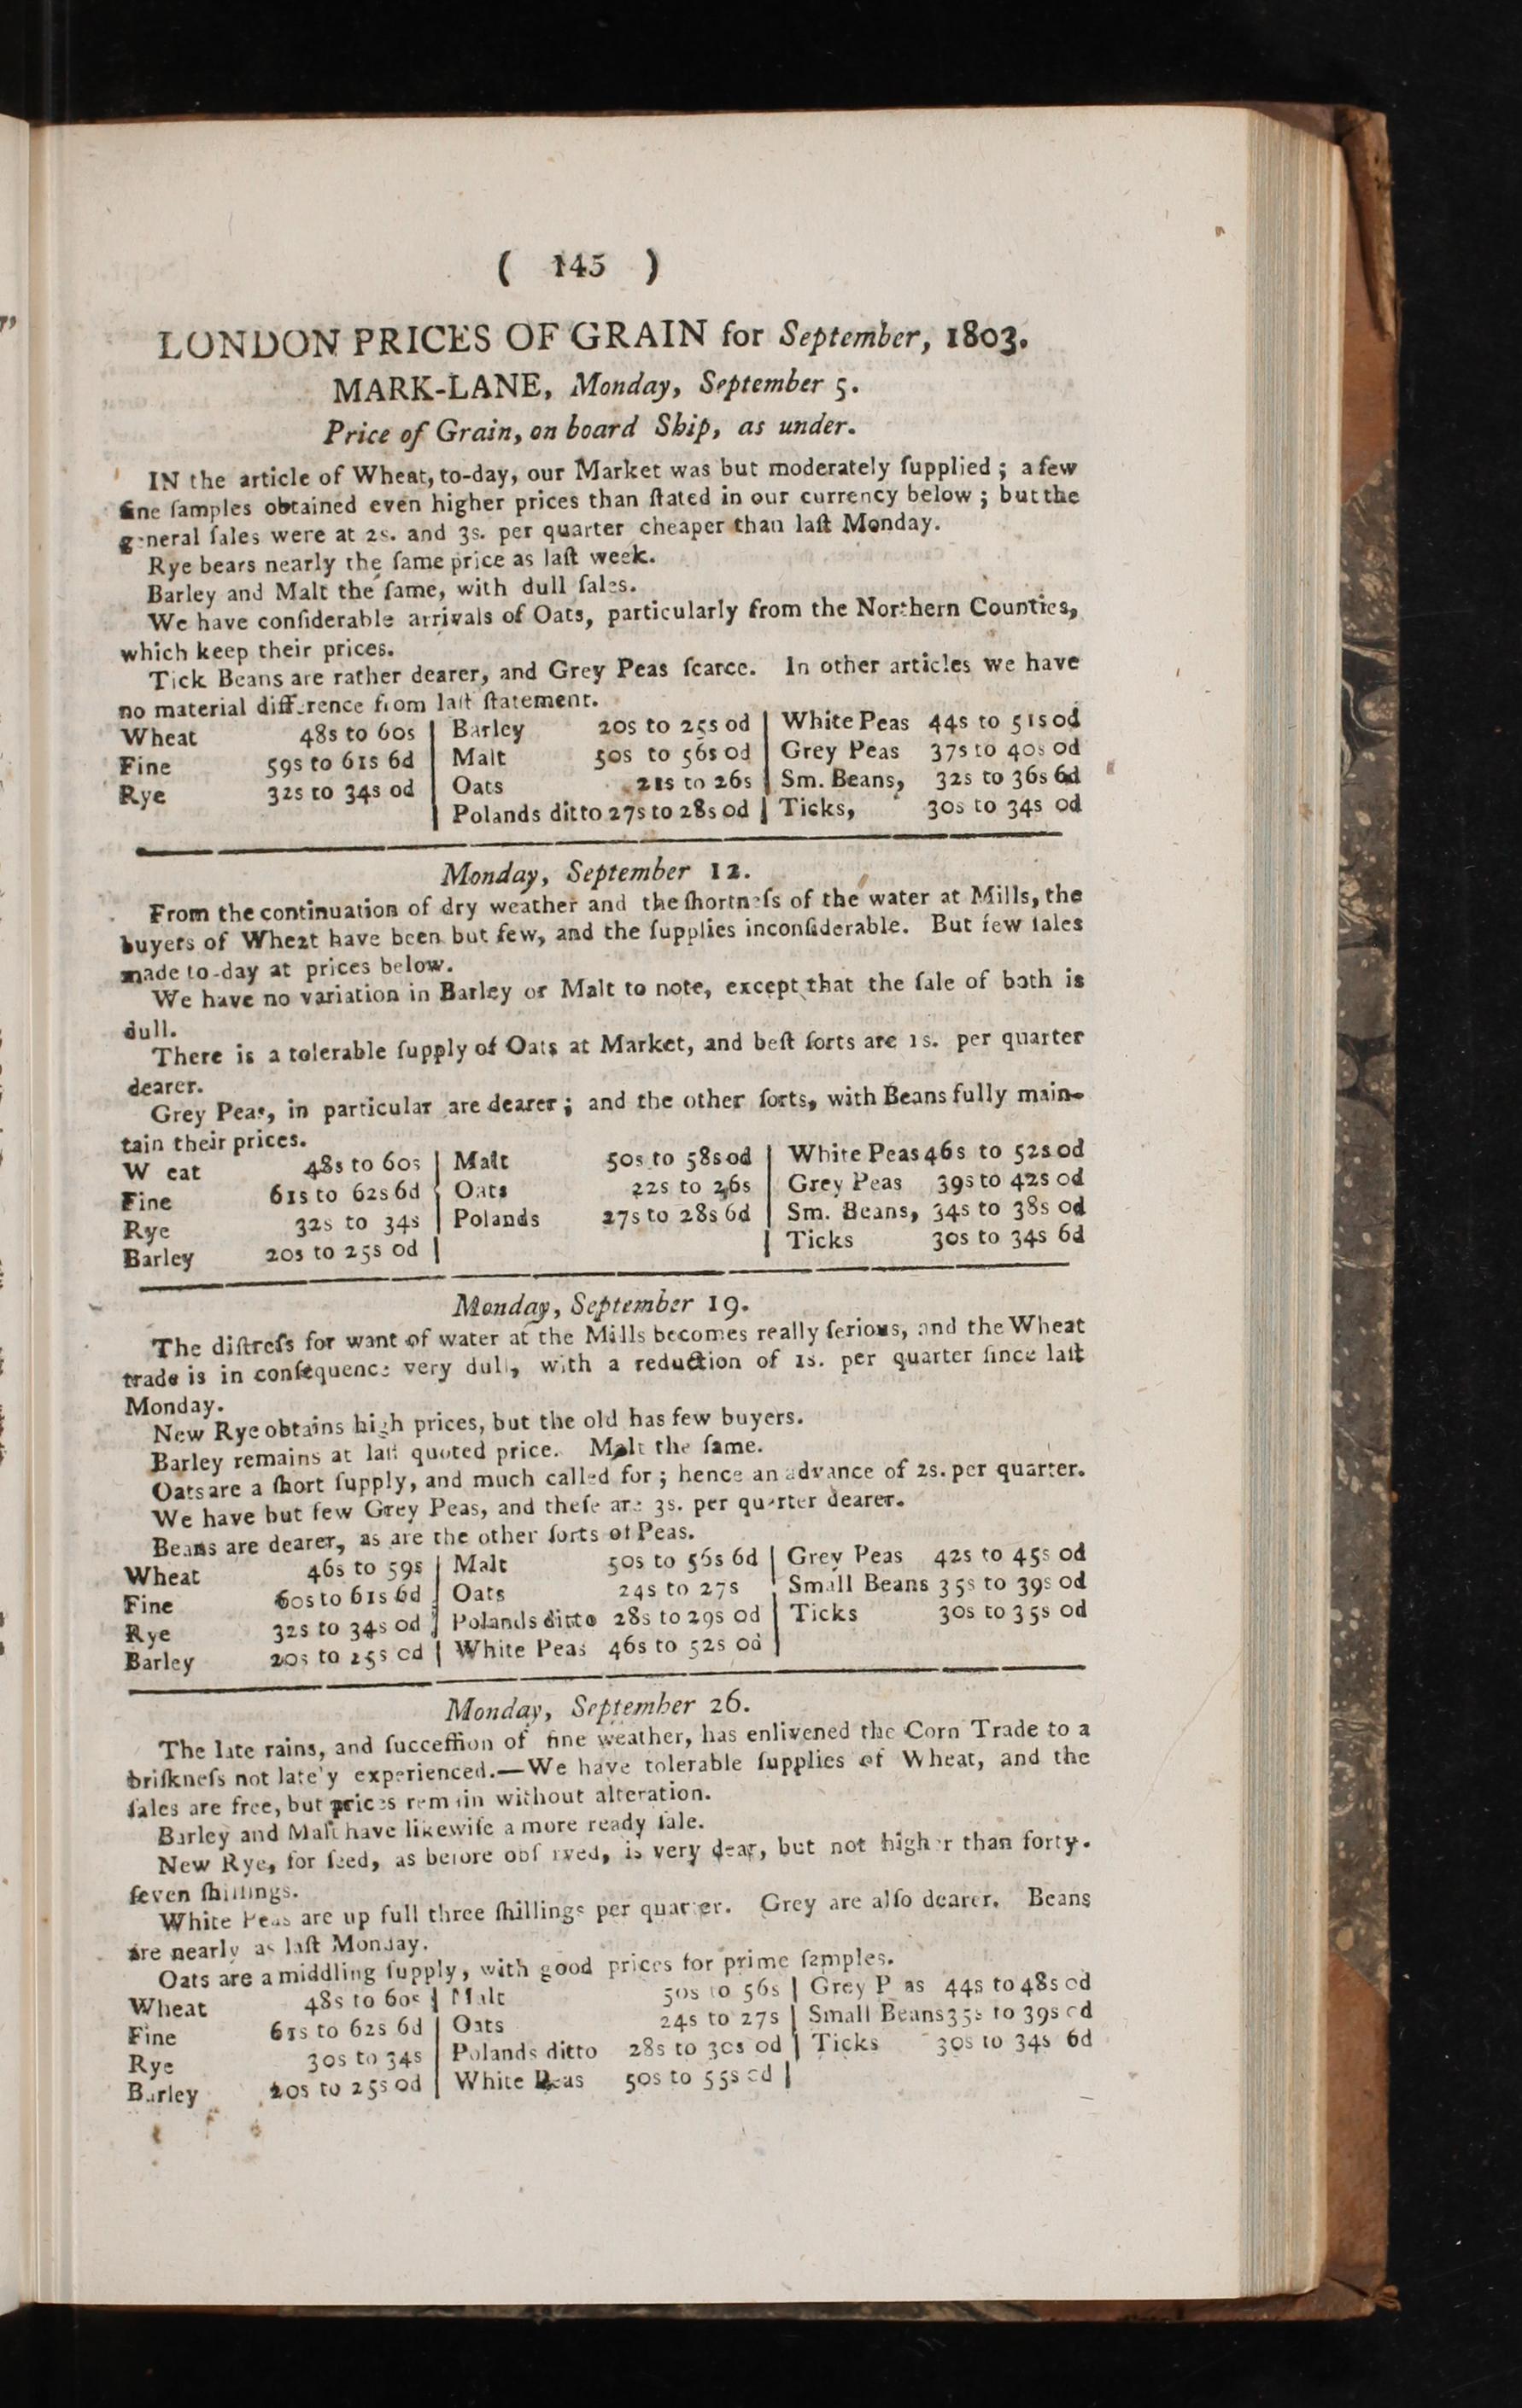 ( 145 )
LONDON PRICES OF GRAIN for September, 1803.
MARK-LANE, Monday, September 5.
Price of Grain, on board Ship, as under.
IN the article of Wheat, to-day, our Market was but moderately ſupplied ; a few
fine ſamples obtained even higher prices than ſtated in our currency below ; but the
general ſales were at 2s. and 3s. per quarter cheaper than laſt Monday.
Rye bears nearly the ſame price as laſt week.
Barley and Malt the ſame, with dull ſales.
We have conſiderable arrivals of Oats, particularly from the Northern Counties,
which keep their prices.
Tick Beans are rather dearer, and Grey Peas ſcarce. In other articles we have
no material difference from laſt ſtatement.
Wheat 48s to 60s | Barley 20s to 25s 0d | White Peas 44s to 51s 0d
Fine 59s to 61s 6d | Malt 50s to 56s 0d | Grey Peas 37s to 40s 0d
Rye 32s to 34s 0d | Oats 21s to 26s | Sm. Beans, 32s to 36s 6d
| Polands ditto 27s to 28s 0d | Ticks, 30s to 34s 0d
Monday, September 12.
From the continuation of dry weather and the ſhortneſs of the water at Mills, the
buyers of Wheat have been but few, and the ſupplies inconſiderable. But few ſales
made to-day at prices below.
We have no variation in Barley or Malt to note, except that the ſale of both is
dull.
There is a tolerable ſupply of Oats at Market, and beſt ſorts are 1s. per quarter
dearer.
Grey Peas, in particular are dearer ; and the other ſorts, with Beans fully main-
tain their prices.
W eat 48s to 60s | Malt 50s to 58s 0d | White Peas 46s to 52s 0d
Fine 61s to 62s 6d | Oats 22s to 26s | Grey Peas 39s to 42s 0d
Rye 32s to 34s | Polands 27s to 28s 6d | Sm. Beans, 34s to 38s 0d
Barley 20s to 25s 0d | | Ticks 30s to 34s 6d
Monday, September 19.
The diſtreſs for want of water at the Mills becomes really ſerious, and the Wheat
trade is in conſequence very dull, with a reduction of 1s. per quarter ſince laſt
Monday.
New Rye obtains high prices, but the old has few buyers.
Barley remains at laſt quoted price. Malt the ſame.
Oats are a ſhort ſupply, and much called for ; hence an advance of 2s. per quarter.
We have but few Grey Peas, and theſe are 3s. per quarter dearer.
Beans are dearer, as are the other ſorts of Peas.
Wheat 46s to 59s | Malt 50s to 56s 6d | Grey Peas 42s to 45s 0d
Fine 60s to 61s 6d | Oats 24s to 27s | Small Beans 35s to 39s 0d
Rye 32s to 34s 0d | Polands ditto 28s to 29s 0d | Ticks 30s to 35s 0d
Barley 20s to 25s 0d | White Peas 46s to 52s 0d |
Monday, September 26.
The late rains, and ſucceſſion of fine weather, has enlivened the Corn Trade to a
briſkneſs not late'y experienced.—We have tolerable ſupplies of Wheat, and the
ſales are free, but prices remain without alteration.
Barley and Malt have likewiſe a more ready ſale.
New Rye, for ſeed, as before obſ rved, is very dear, but not higher than forty-
ſeven ſhillings.
White Peas are up full three ſhillings per quarter. Grey are alſo dearer. Beans
are nearly as laſt Monday.
Oats are a middling ſupply, with good prices for prime ſamples.
Wheat 48s to 60s | Malt 50s to 56s | Grey P as 44s to 48s 0d
Fine 61s to 62s 6d | Oats 24s to 27s | Small Beans 35s to 39s 0d
Rye 30s to 34s | Polands ditto 28s to 30s 0d | Ticks 30s to 34s 6d
Barley 20s to 25s 0d | White Peas 50s to 55s 0d |